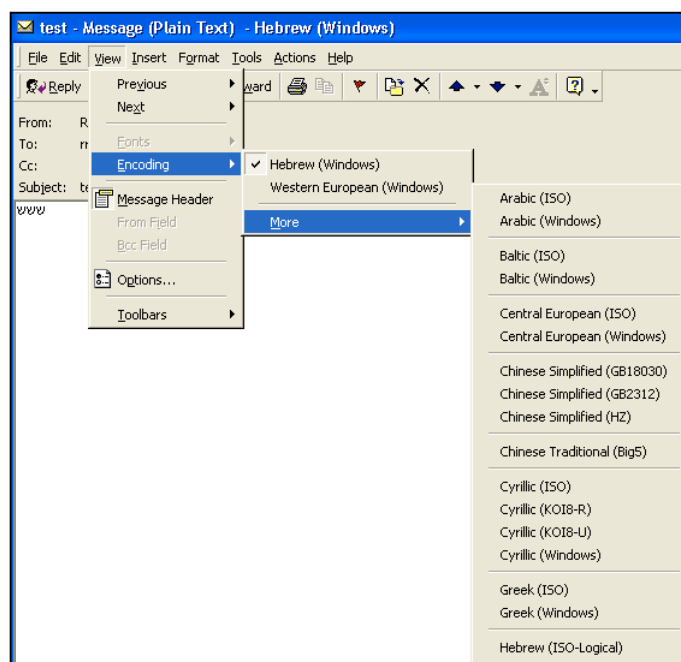 test - Message (Plain Text) - Hebrew (Windows)
File Edit View Insert Format Tools Actions Help
Reply
From:
To:
Cc:
Subject:
ששש
Previous
Next
Fonts
Encoding
Message Header
From Field
Bcc Field
Options...
Toolbars
Hebrew (Windows)
Western European (Windows)
More
Arabic (ISO)
Arabic (Windows)
Baltic (ISO)
Baltic (Windows)
Central European (ISO)
Central European (Windows)
Chinese Simplified (GB18030)
Chinese Simplified (GB2312)
Chinese Simplified (HZ)
Chinese Traditional (Big5)
Cyrillic (ISO)
Cyrillic (KOI8-R)
Cyrillic (KOI8-U)
Cyrillic (Windows)
Greek (ISO)
Greek (Windows)
Hebrew (ISO-Logical)